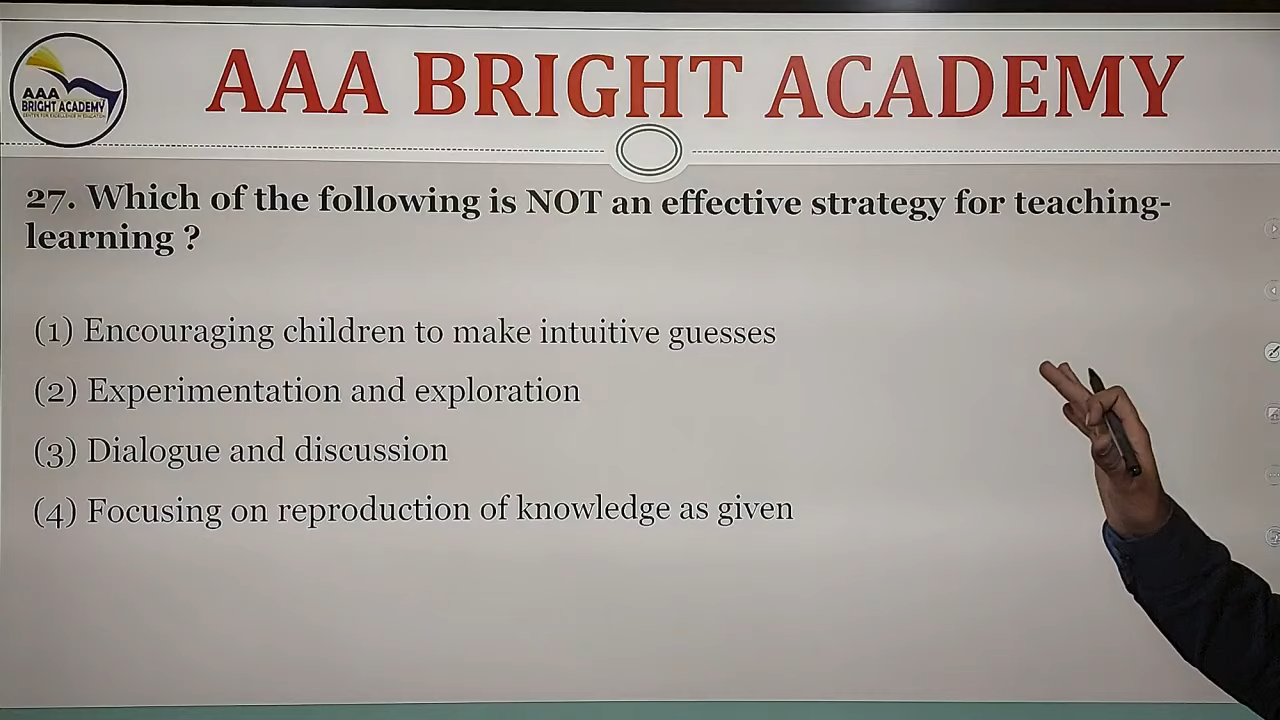 AAA
BRIGHT ACADEMY
AAA BRIGHT ACADEMY
27. Which of the following is NOT an effective strategy for teaching-
learning ?
(1) Encouraging children to make intuitive guesses
(2) Experimentation and exploration
(3) Dialogue and discussion
(4) Focusing on reproduction of knowledge as given